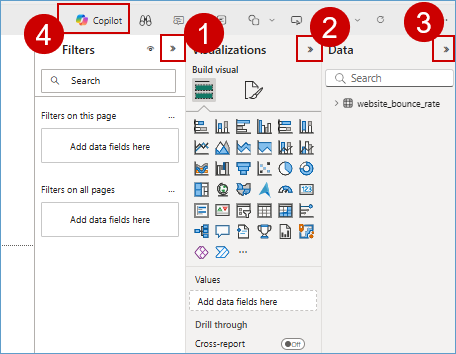 4
Copilot
1
2
3
Filters
Visualizations
Data
Build visual
Search
Search
website_bounce_rate
Filters on this page
...
Add data fields here
Filters on all pages
...
Add data fields here
123
...
Values
Add data fields here
Drill through
Cross-report
Off